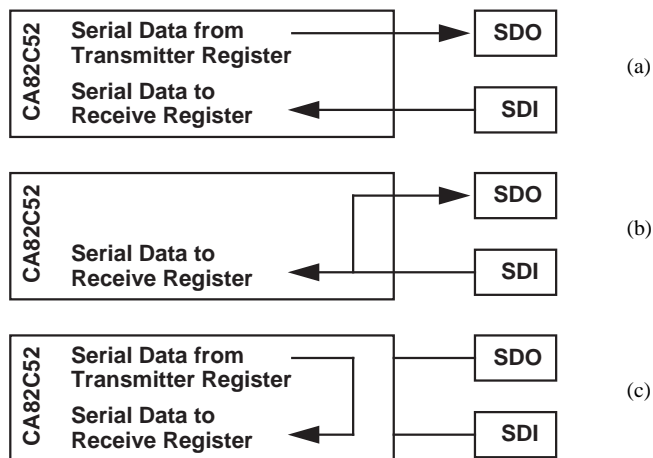 CA82C52
Serial Data from
Transmitter Register
SDO
(a)
Serial Data to
Receive Register
SDI
CA82C52
SDO
(b)
Serial Data to
Receive Register
SDI
CA82C52
Serial Data from
Transmitter Register
SDO
(c)
Serial Data to
Receive Register
SDI